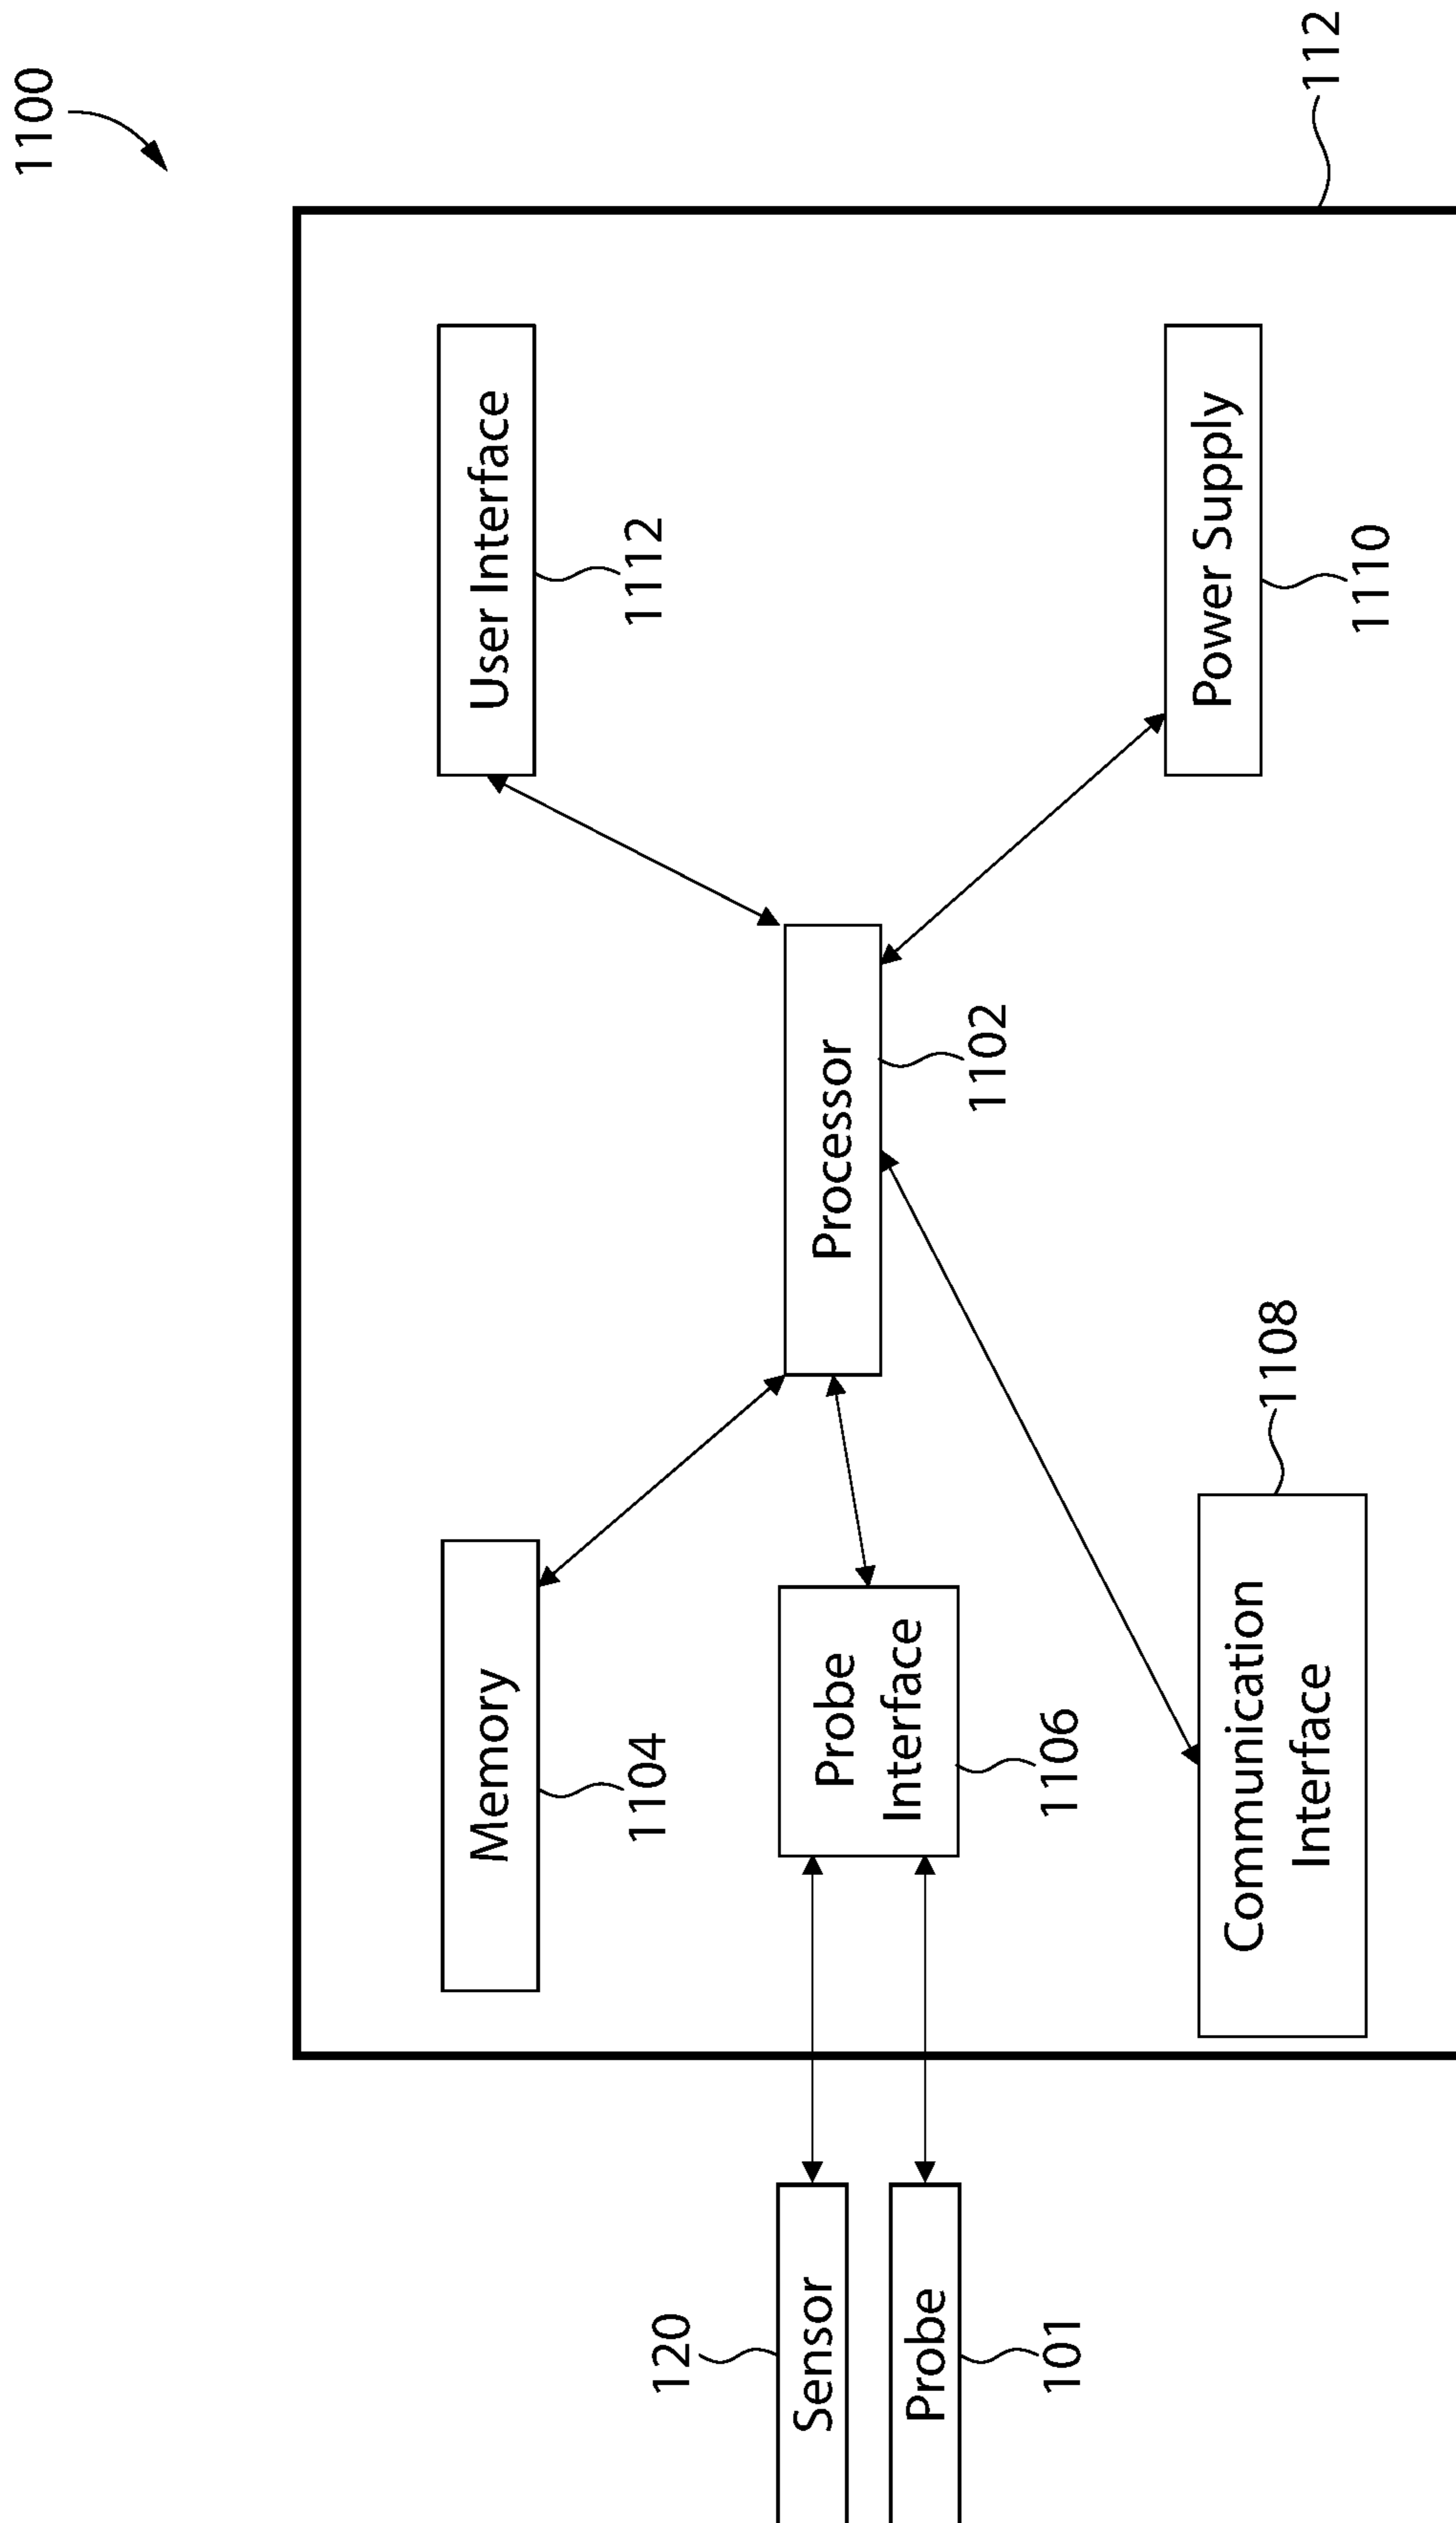 1100
112
Memory
1104
User Interface
1112
Processor
1102
Sensor
120
Probe
101
Probe
Interface
1106
Communication
Interface
1108
Power Supply
1110